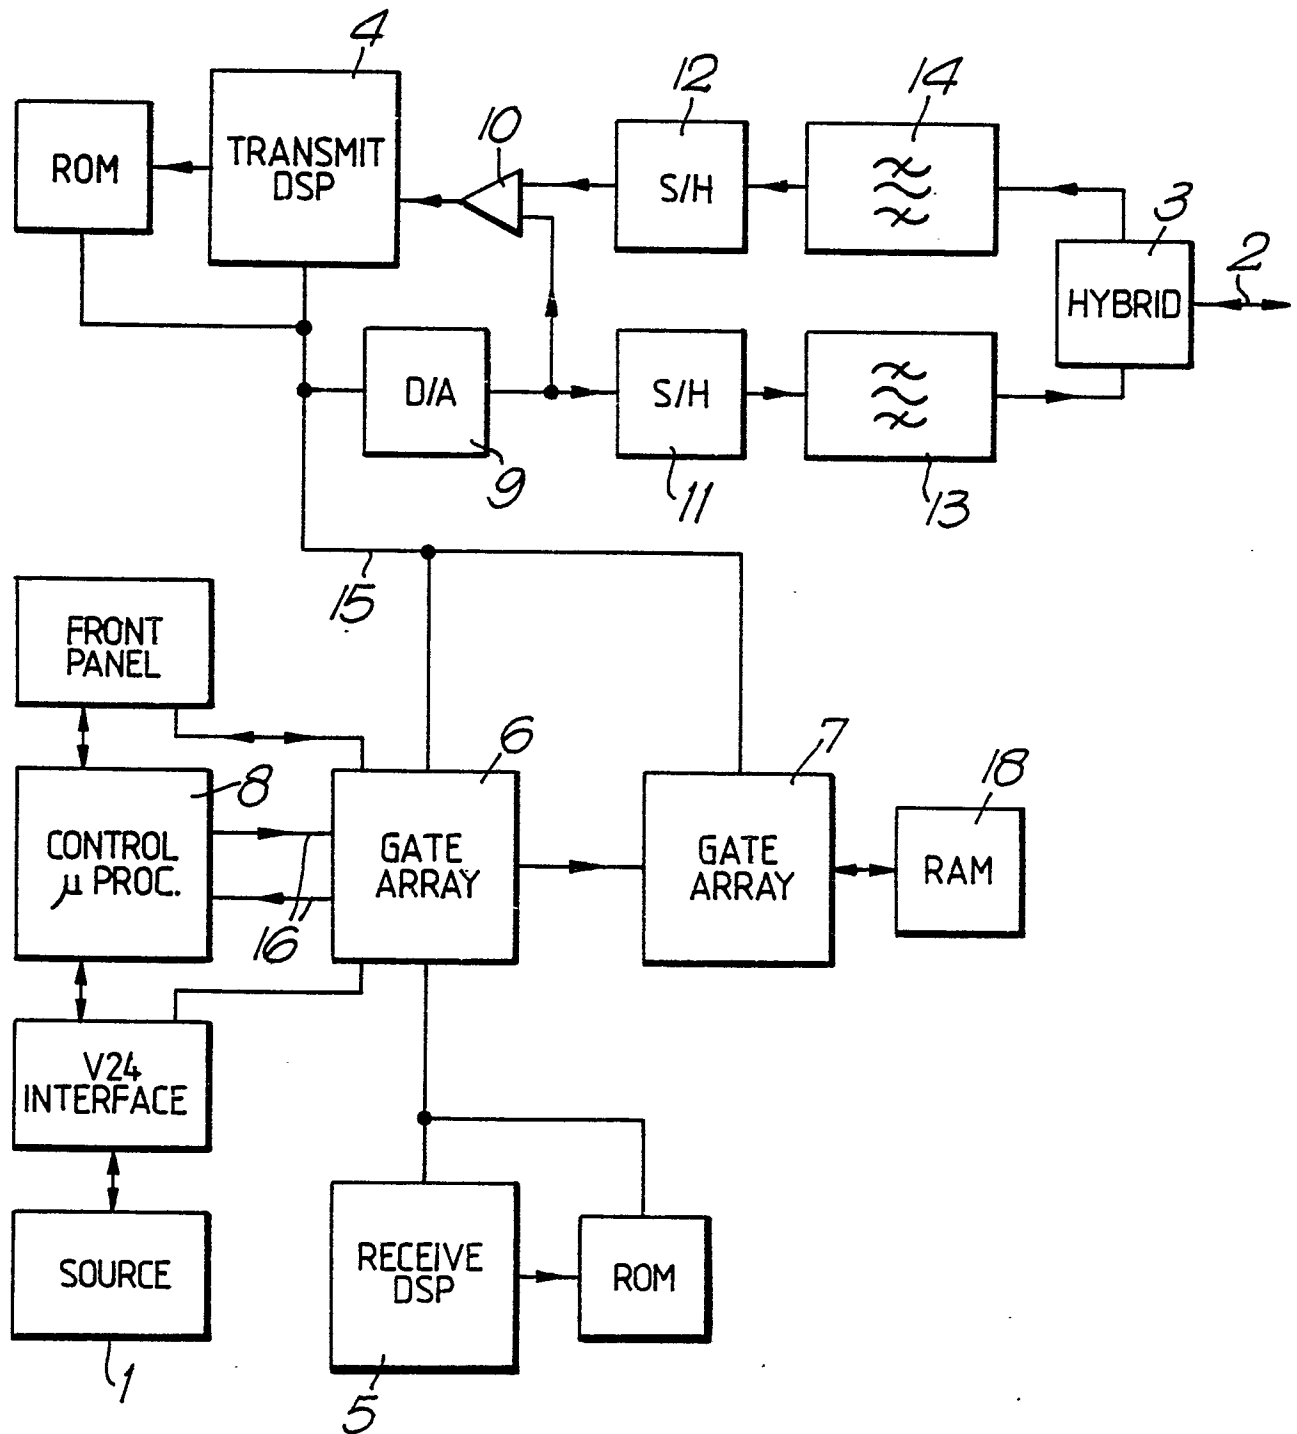 4
12
14
10
ROM
TRANSMIT
DSP
S/H
3
2
HYBRID
D/A
S/H
9
11
13
15
FRONT
PANEL
6
7
18
8
CONTROL
μ PROC.
GATE
ARRAY
GATE
ARRAY
RAM
16
V24
INTERFACE
RECEIVE
DSP
ROM
SOURCE
1
5